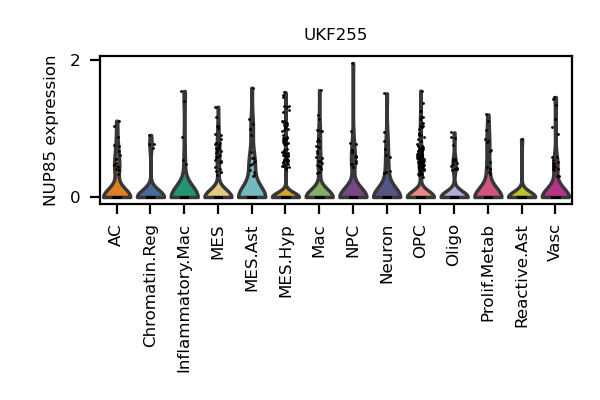 UKF255
NUP85 expression
2
0
AC
Chromatin.Reg
Inflammatory.Mac
MES
MES.Ast
MES.Hyp
Mac
NPC
Neuron
OPC
Oligo
Prolif.Metab
Reactive.Ast
Vasc